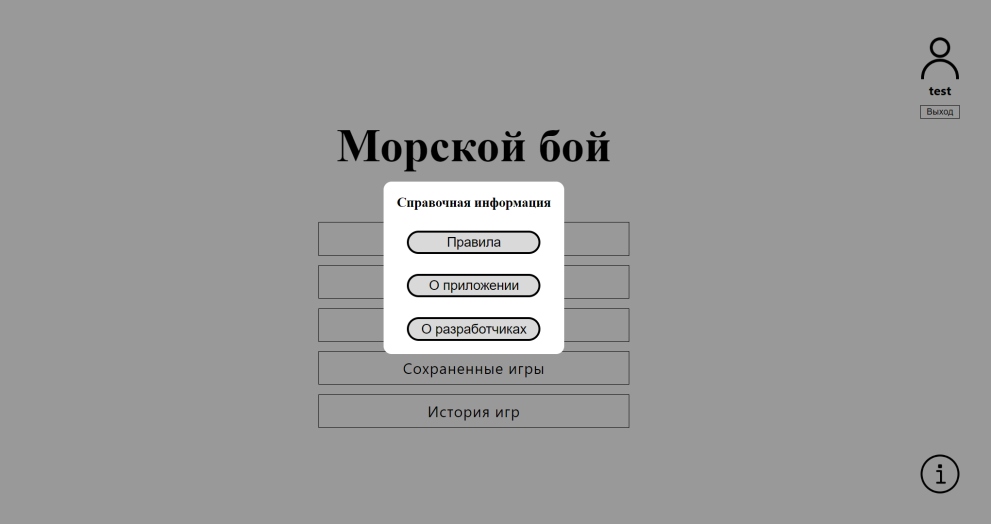 test
Выход
Морской бой
Справочная информация
Правила
О приложении
О разработчиках
Сохраненные игры
История игр
i